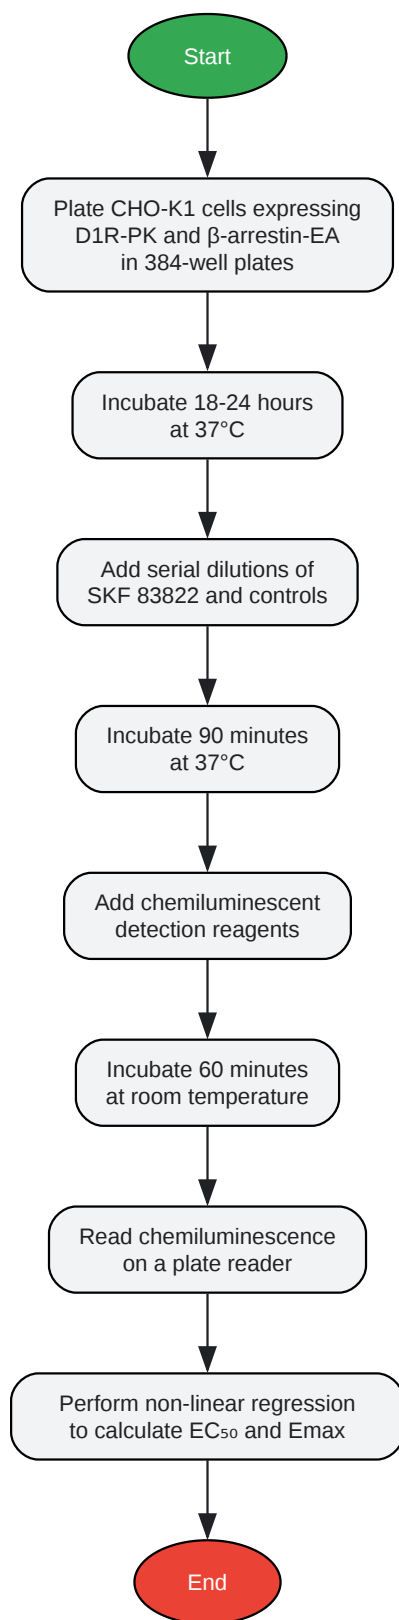 Start
Plate CHO-K1 cells expressing
D1R-PK and β-arrestin-EA
in 384-well plates
Incubate 18-24 hours
at 37°C
Add serial dilutions of
SKF 83822 and controls
Incubate 90 minutes
at 37°C
Add chemiluminescent
detection reagents
Incubate 60 minutes
at room temperature
Read chemiluminescence
on a plate reader
Perform non-linear regression
to calculate EC₅₀ and Emax
End